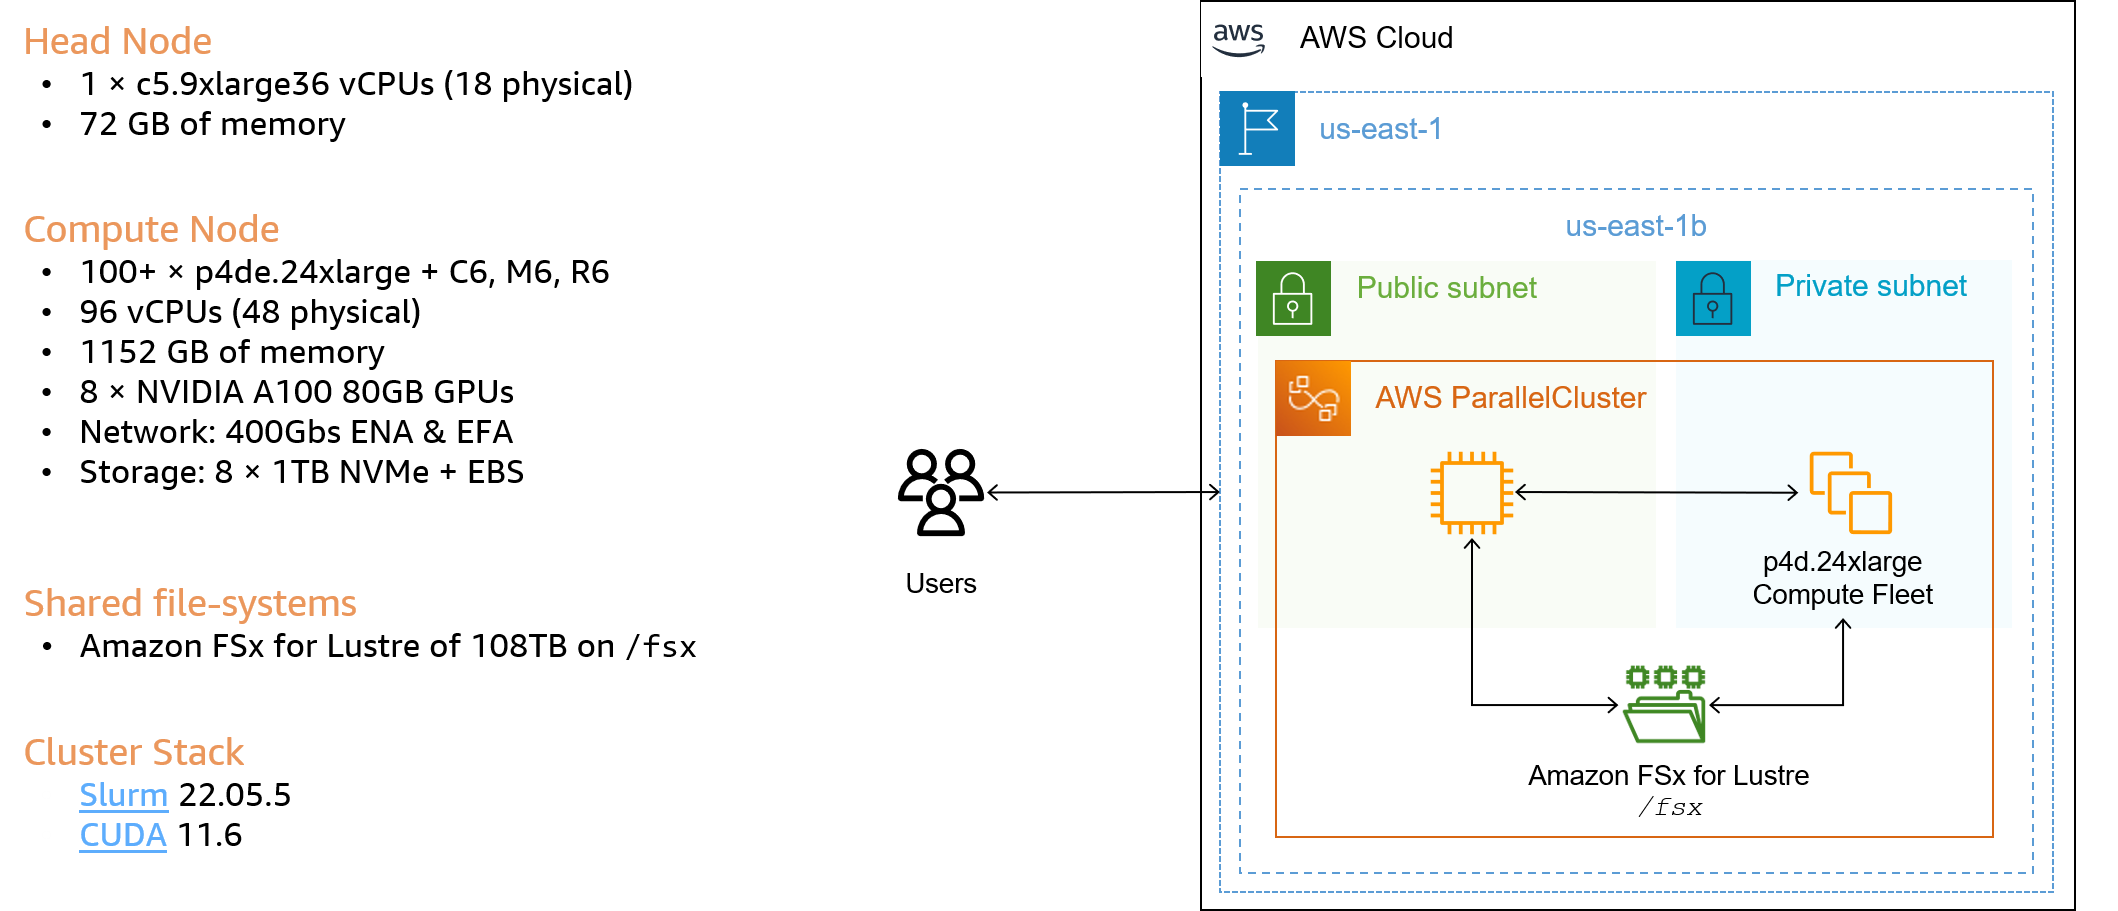 Head Node
• 1 × c5.9xlarge36 vCPUs (18 physical)
• 72 GB of memory
Compute Node
• 100+ × p4de.24xlarge + C6, M6, R6
• 96 vCPUs (48 physical)
• 1152 GB of memory
• 8 × NVIDIA A100 80GB GPUs
• Network: 400Gbs ENA & EFA
• Storage: 8 × 1TB NVMe + EBS
Shared file-systems
• Amazon FSx for Lustre of 108TB on /fsx
Cluster Stack
Slurm 22.05.5
CUDA 11.6
Users
aws
AWS Cloud
us-east-1
us-east-1b
Public subnet
Private subnet
AWS ParallelCluster
p4d.24xlarge
Compute Fleet
Amazon FSx for Lustre
/fsx